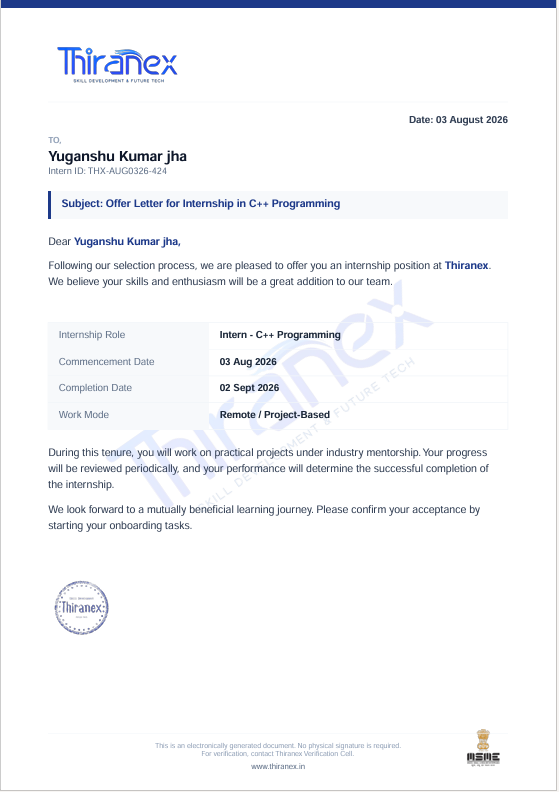 Thiranex
SKILL DEVELOPMENT & FUTURE TECH
Date: 03 August 2026
TO,
Yuganshu Kumar jha
Intern ID: THX-AUG0326-424
Subject: Offer Letter for Internship in C++ Programming
Dear Yuganshu Kumar jha,
Following our selection process, we are pleased to offer you an internship position at Thiranex.
We believe your skills and enthusiasm will be a great addition to our team.
Internship Role Intern - C++ Programming
Commencement Date 03 Aug 2026
Completion Date 02 Sept 2026
Work Mode Remote / Project-Based
Thiranex
SKILL DEVELOPMENT & FUTURE TECH
During this tenure, you will work on practical projects under industry mentorship. Your progress
will be reviewed periodically, and your performance will determine the successful completion of
the internship.
We look forward to a mutually beneficial learning journey. Please confirm your acceptance by
starting your onboarding tasks.
Thiranex
This is an electronically generated document. No physical signature is required.
For verification, contact Thiranex Verification Cell.
www.thiranex.in
MSME